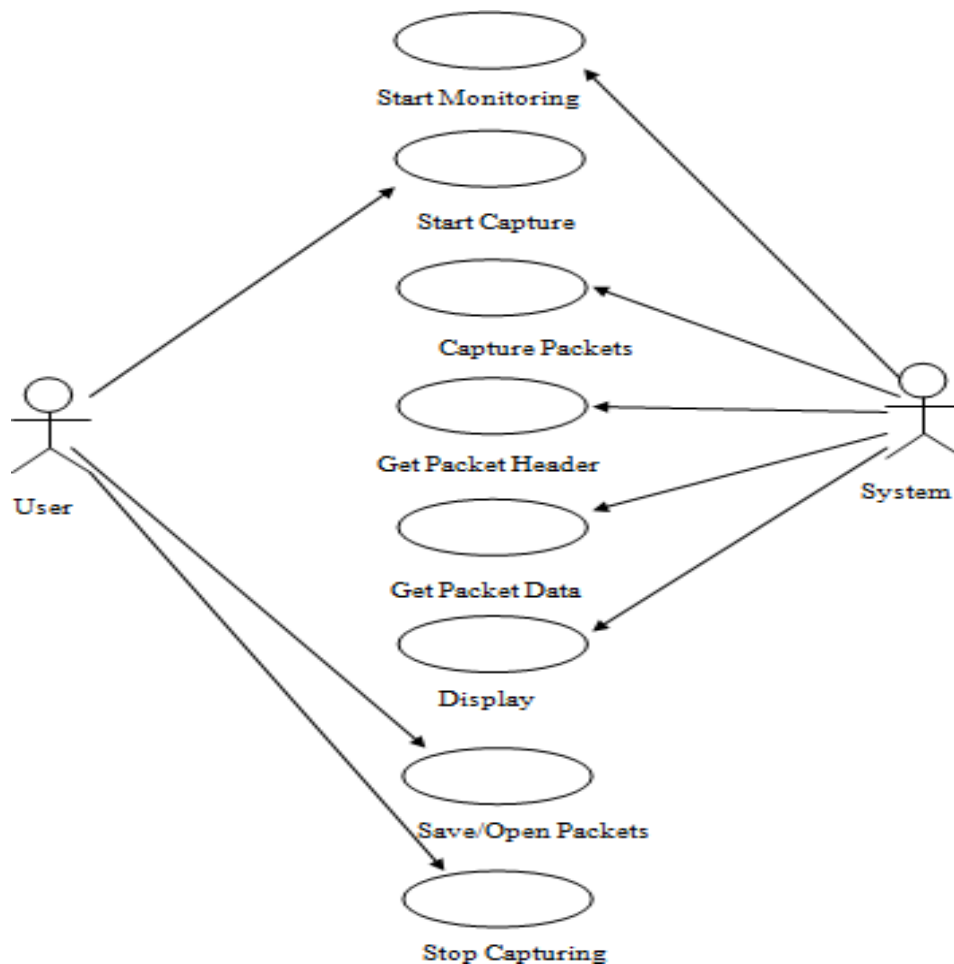 Start Monitoring
Start Capture
Capture Packets
Get Packet Header
User
System
Get Packet Data
Display
Save/Open Packets
Stop Capturing